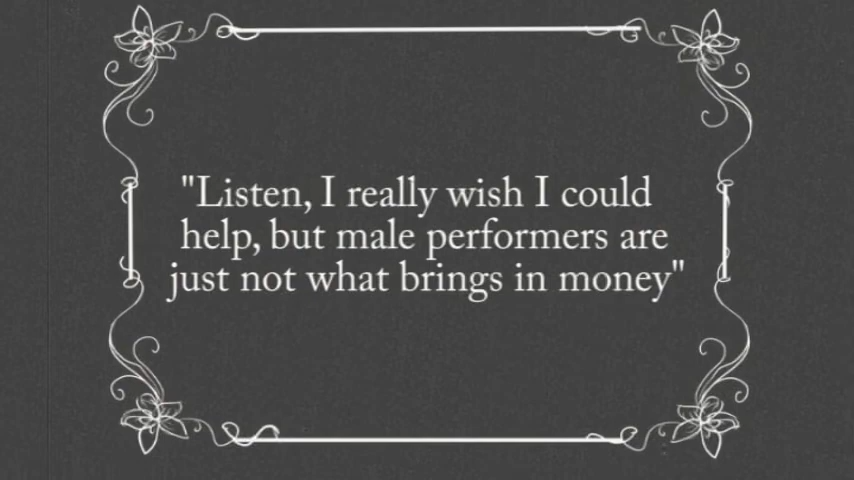 "Listen, I really wish I could
help, but male performers are
just not what brings in money"